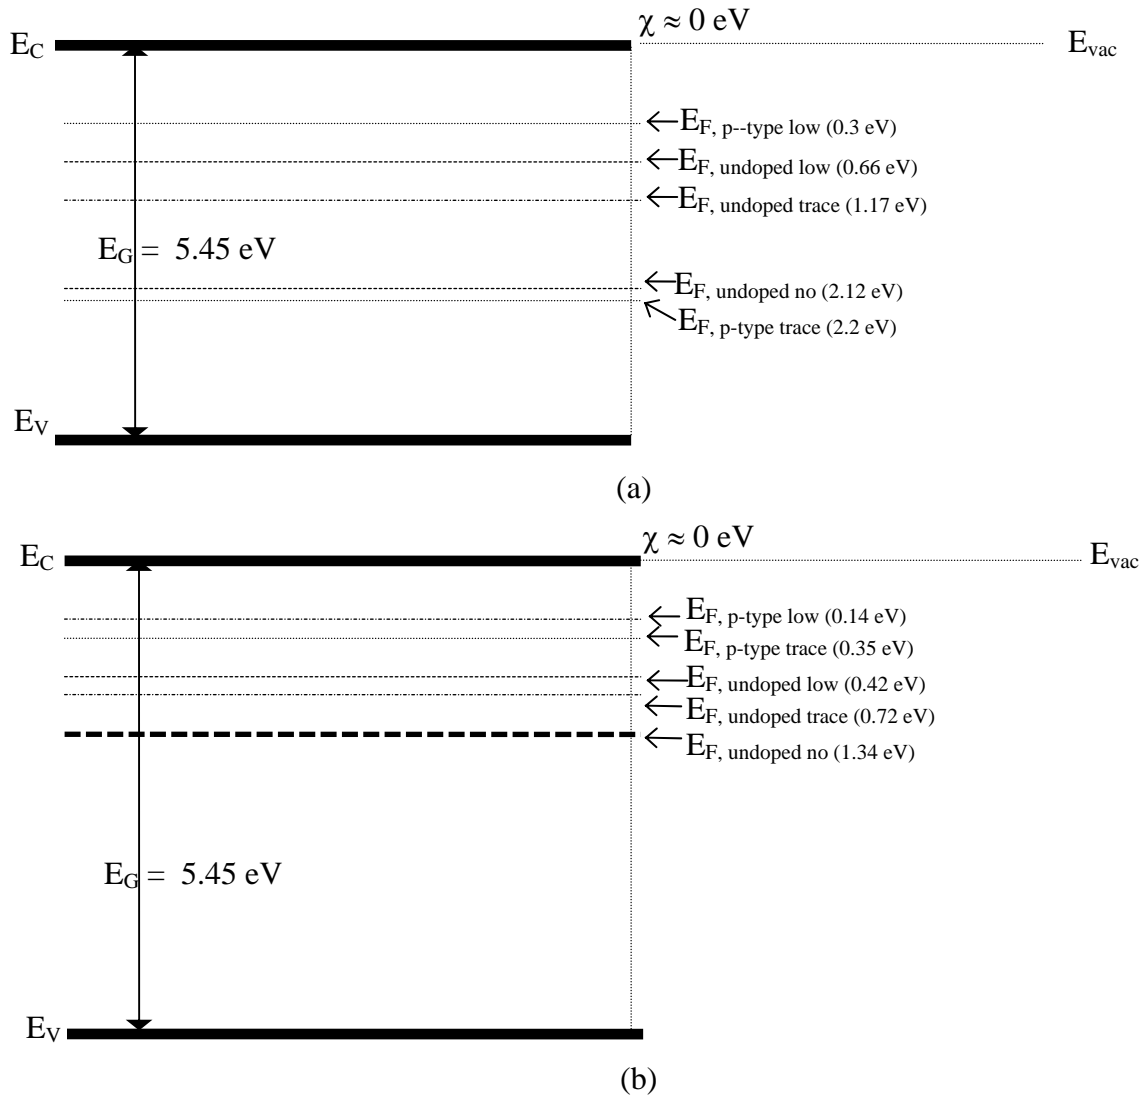 χ ≈ 0 eV
E_C
E_vac
E_F, p--type low (0.3 eV)
E_F, undoped low (0.66 eV)
E_F, undoped trace (1.17 eV)
E_G = 5.45 eV
E_F, undoped no (2.12 eV)
E_F, p-type trace (2.2 eV)
E_V
(a)
χ ≈ 0 eV
E_C
E_vac
E_F, p-type low (0.14 eV)
E_F, p-type trace (0.35 eV)
E_F, undoped low (0.42 eV)
E_F, undoped trace (0.72 eV)
E_F, undoped no (1.34 eV)
E_G = 5.45 eV
E_V
(b)